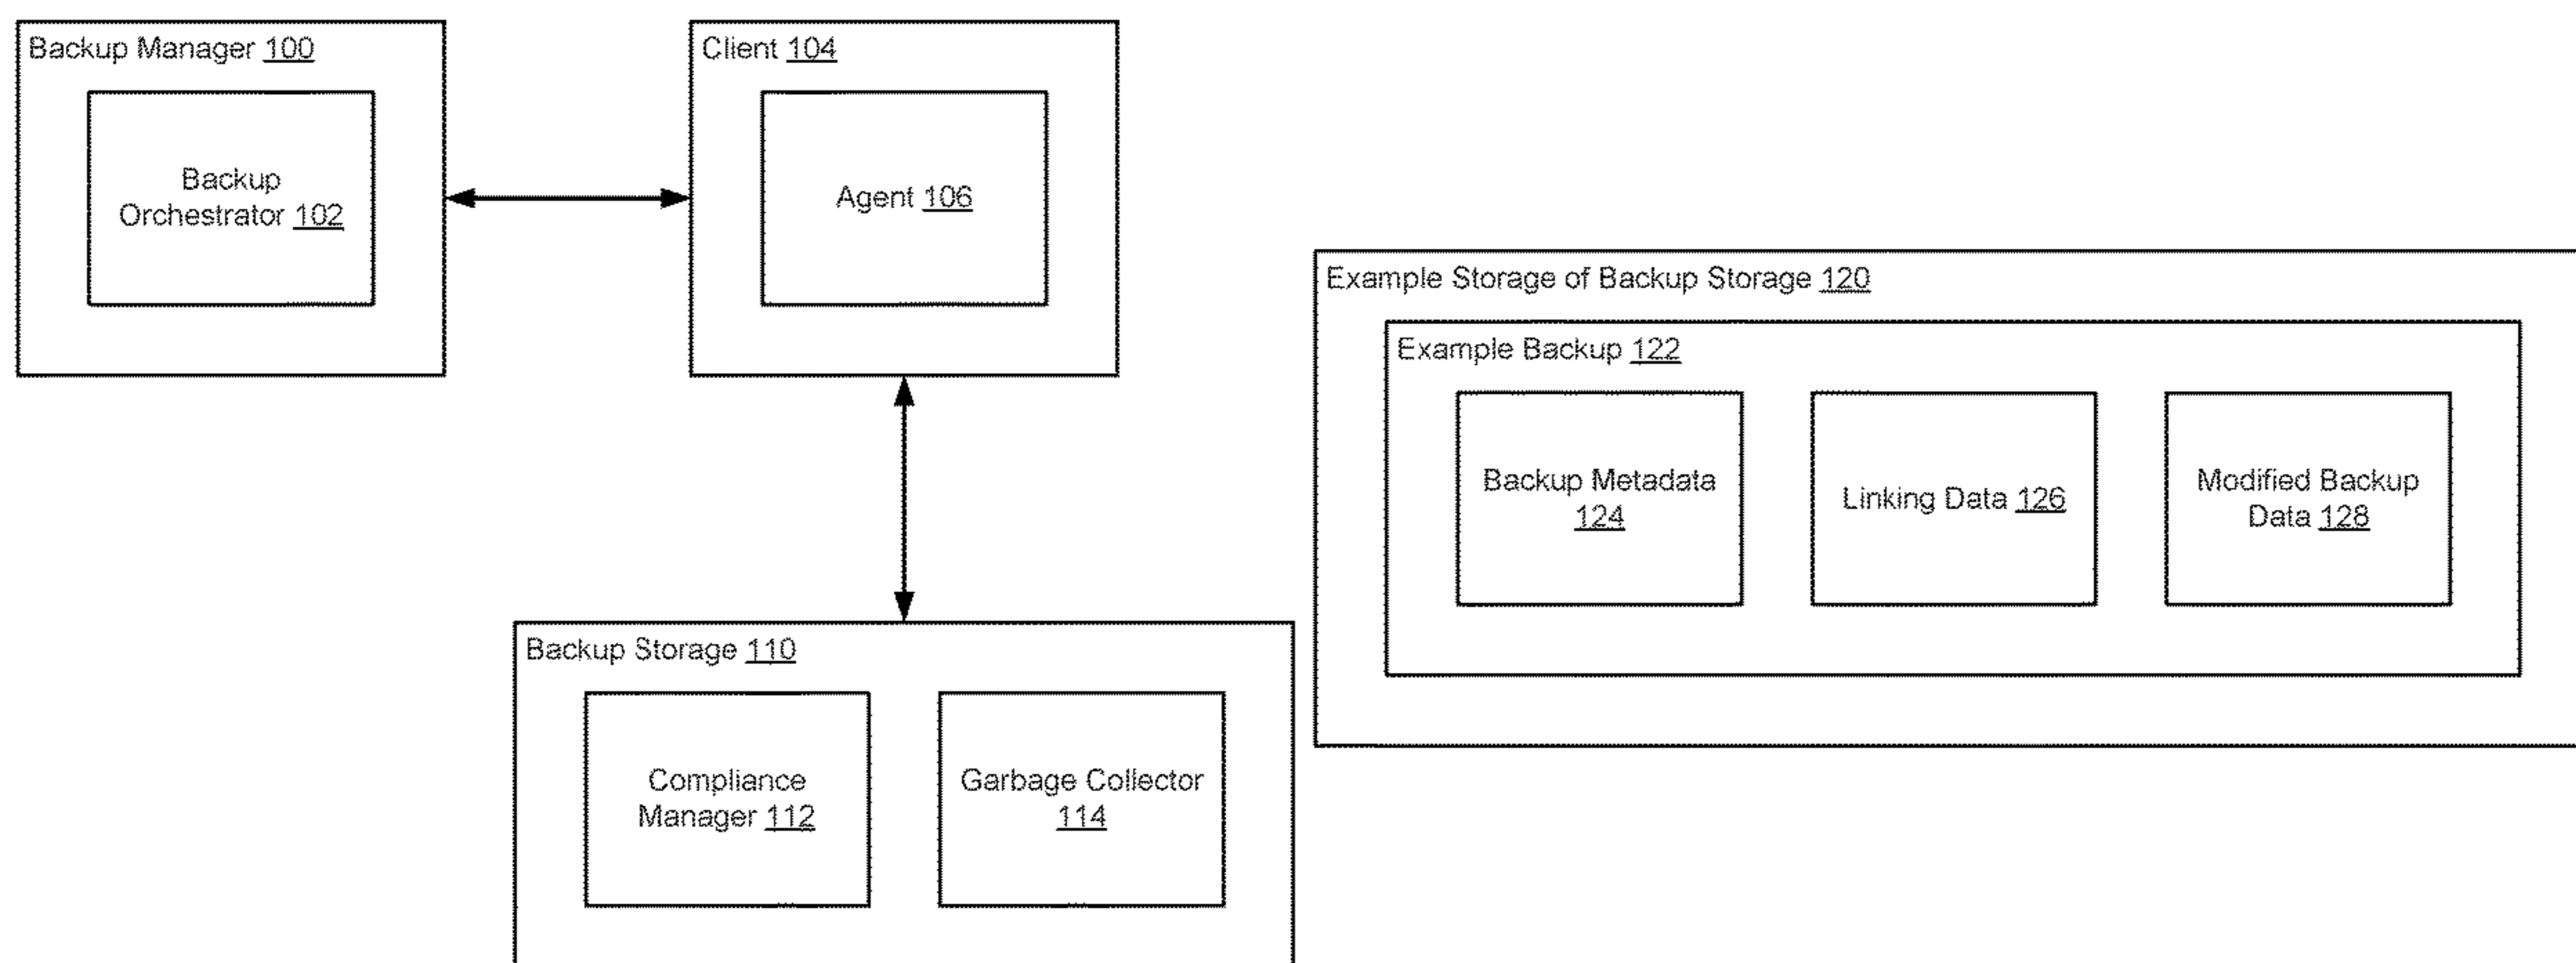 Backup Manager 100
Backup
Orchestrator 102
Client 104
Agent 106
Example Storage of Backup Storage 120
Example Backup 122
Backup Metadata
124
Linking Data 126
Modified Backup
Data 128
Backup Storage 110
Compliance
Manager 112
Garbage Collector
114